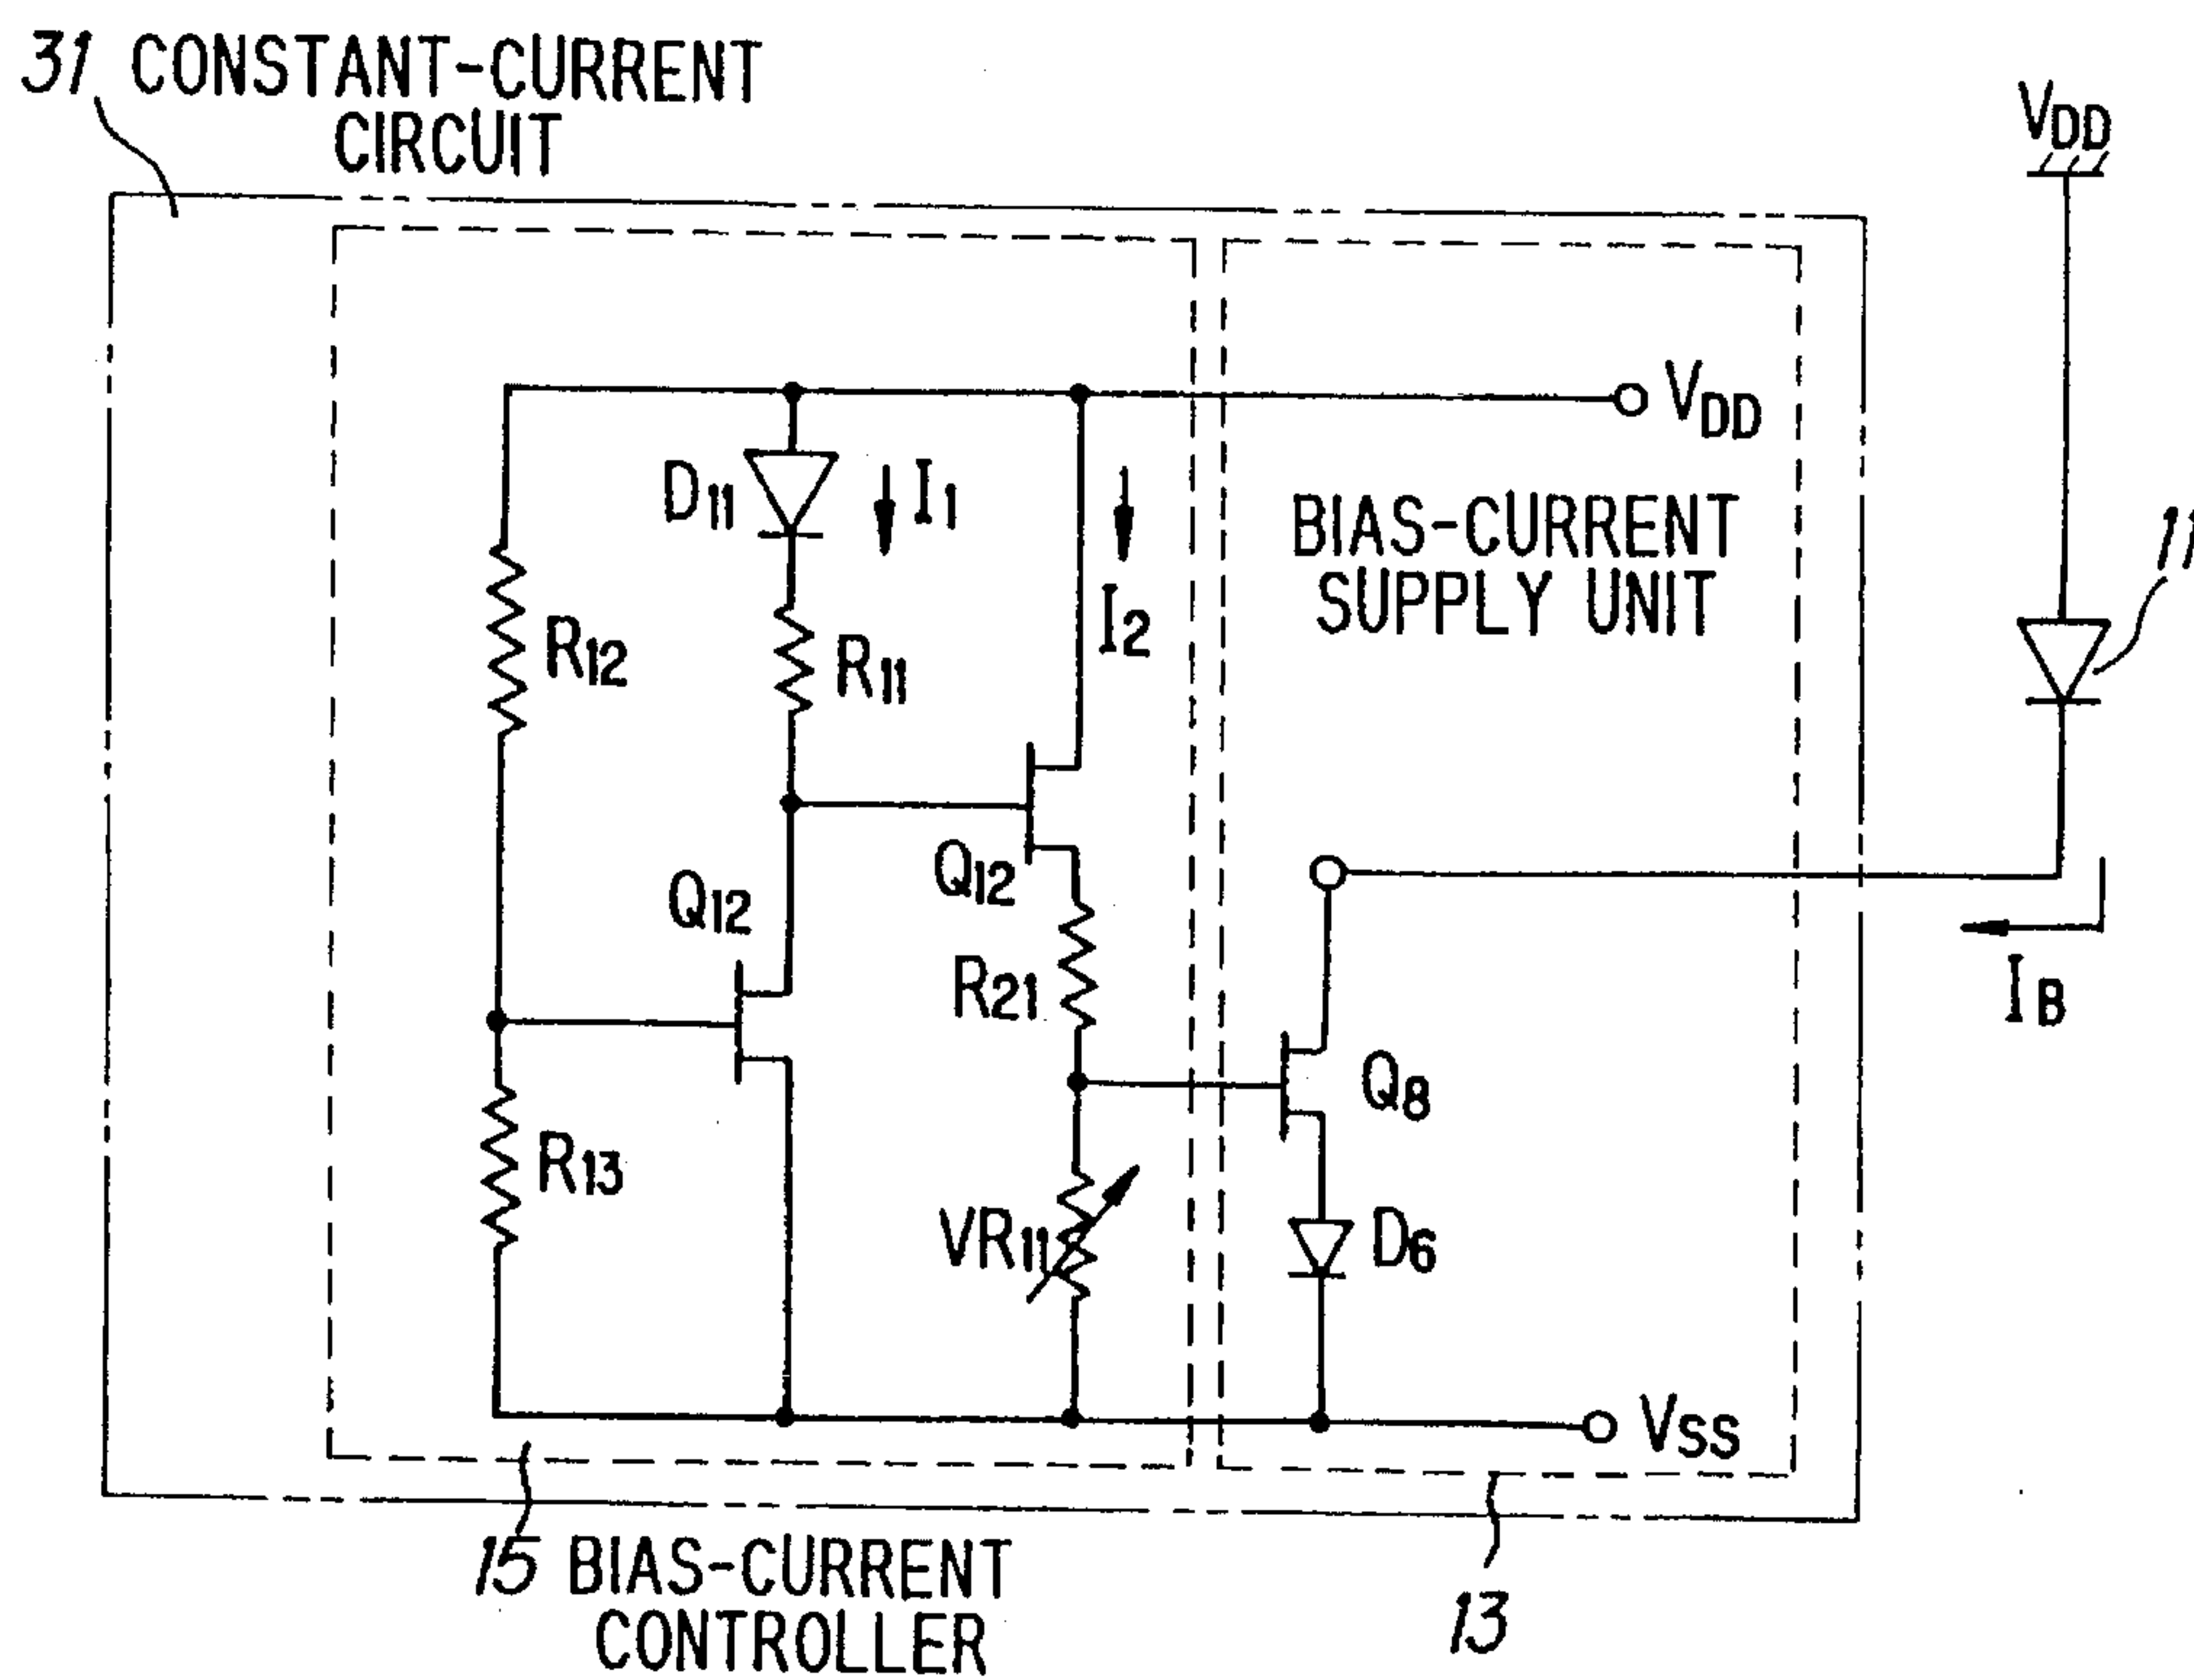 31 CONSTANT-CURRENT
CIRCUIT
VDD
VDD
D11
I1
I2
BIAS-CURRENT
SUPPLY UNIT
11
R12
R11
Q12
Q12
R21
IB
Q8
R13
VR11
D6
VSS
15 BIAS-CURRENT
CONTROLLER
13